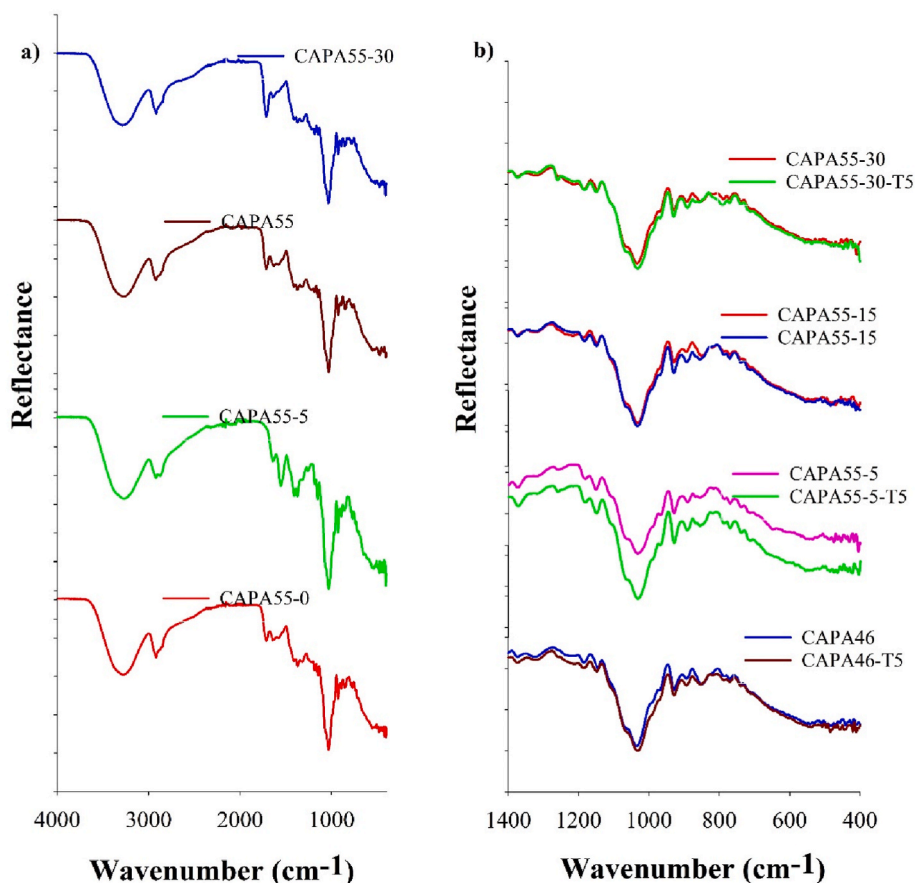 a)
CAPA55-30
CAPA55
CAPA55-5
CAPA55-0
Reflectance
4000 3000 2000 1000
Wavenumber (cm-1)
b)
CAPA55-30
CAPA55-30-T5
CAPA55-15
CAPA55-15
CAPA55-5
CAPA55-5-T5
CAPA46
CAPA46-T5
Reflectance
1400 1200 1000 800 600 400
Wavenumber (cm-1)